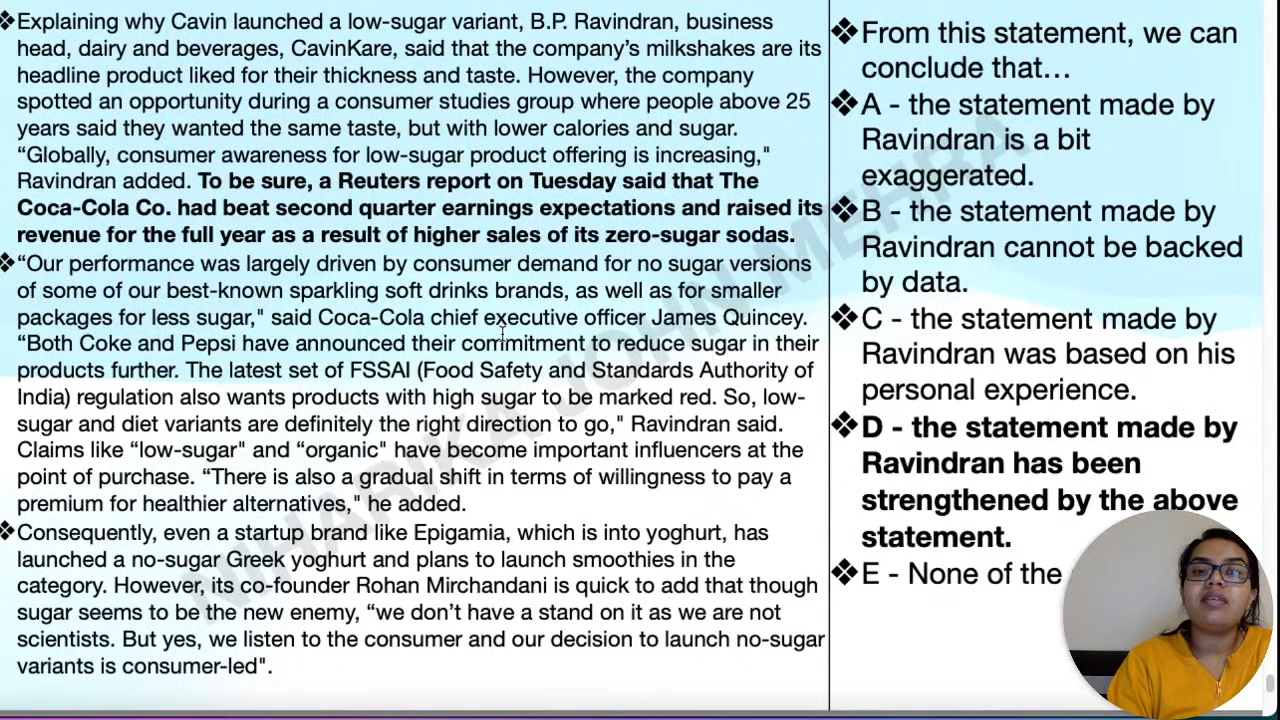 ❖Explaining why Cavin launched a low-sugar variant, B.P. Ravindran, business
head, dairy and beverages, CavinKare, said that the company’s milkshakes are its
headline product liked for their thickness and taste. However, the company
spotted an opportunity during a consumer studies group where people above 25
years said they wanted the same taste, but with lower calories and sugar.
“Globally, consumer awareness for low-sugar product offering is increasing,"
Ravindran added. To be sure, a Reuters report on Tuesday said that The
Coca-Cola Co. had beat second quarter earnings expectations and raised its
revenue for the full year as a result of higher sales of its zero-sugar sodas.
❖“Our performance was largely driven by consumer demand for no sugar versions
of some of our best-known sparkling soft drinks brands, as well as for smaller
packages for less sugar," said Coca-Cola chief executive officer James Quincey.
“Both Coke and Pepsi have announced their commitment to reduce sugar in their
products further. The latest set of FSSAI (Food Safety and Standards Authority of
India) regulation also wants products with high sugar to be marked red. So, low-
sugar and diet variants are definitely the right direction to go," Ravindran said.
Claims like “low-sugar" and “organic" have become important influencers at the
point of purchase. “There is also a gradual shift in terms of willingness to pay a
premium for healthier alternatives," he added.
❖Consequently, even a startup brand like Epigamia, which is into yoghurt, has
launched a no-sugar Greek yoghurt and plans to launch smoothies in the
category. However, its co-founder Rohan Mirchandani is quick to add that though
sugar seems to be the new enemy, “we don’t have a stand on it as we are not
scientists. But yes, we listen to the consumer and our decision to launch no-sugar
variants is consumer-led".
❖From this statement, we can
conclude that…
❖A - the statement made by
Ravindran is a bit
exaggerated.
❖B - the statement made by
Ravindran cannot be backed
by data.
❖C - the statement made by
Ravindran was based on his
personal experience.
❖D - the statement made by
Ravindran has been
strengthened by the above
statement.
❖E - None of the
NIHARIKA JOHN MEHRA